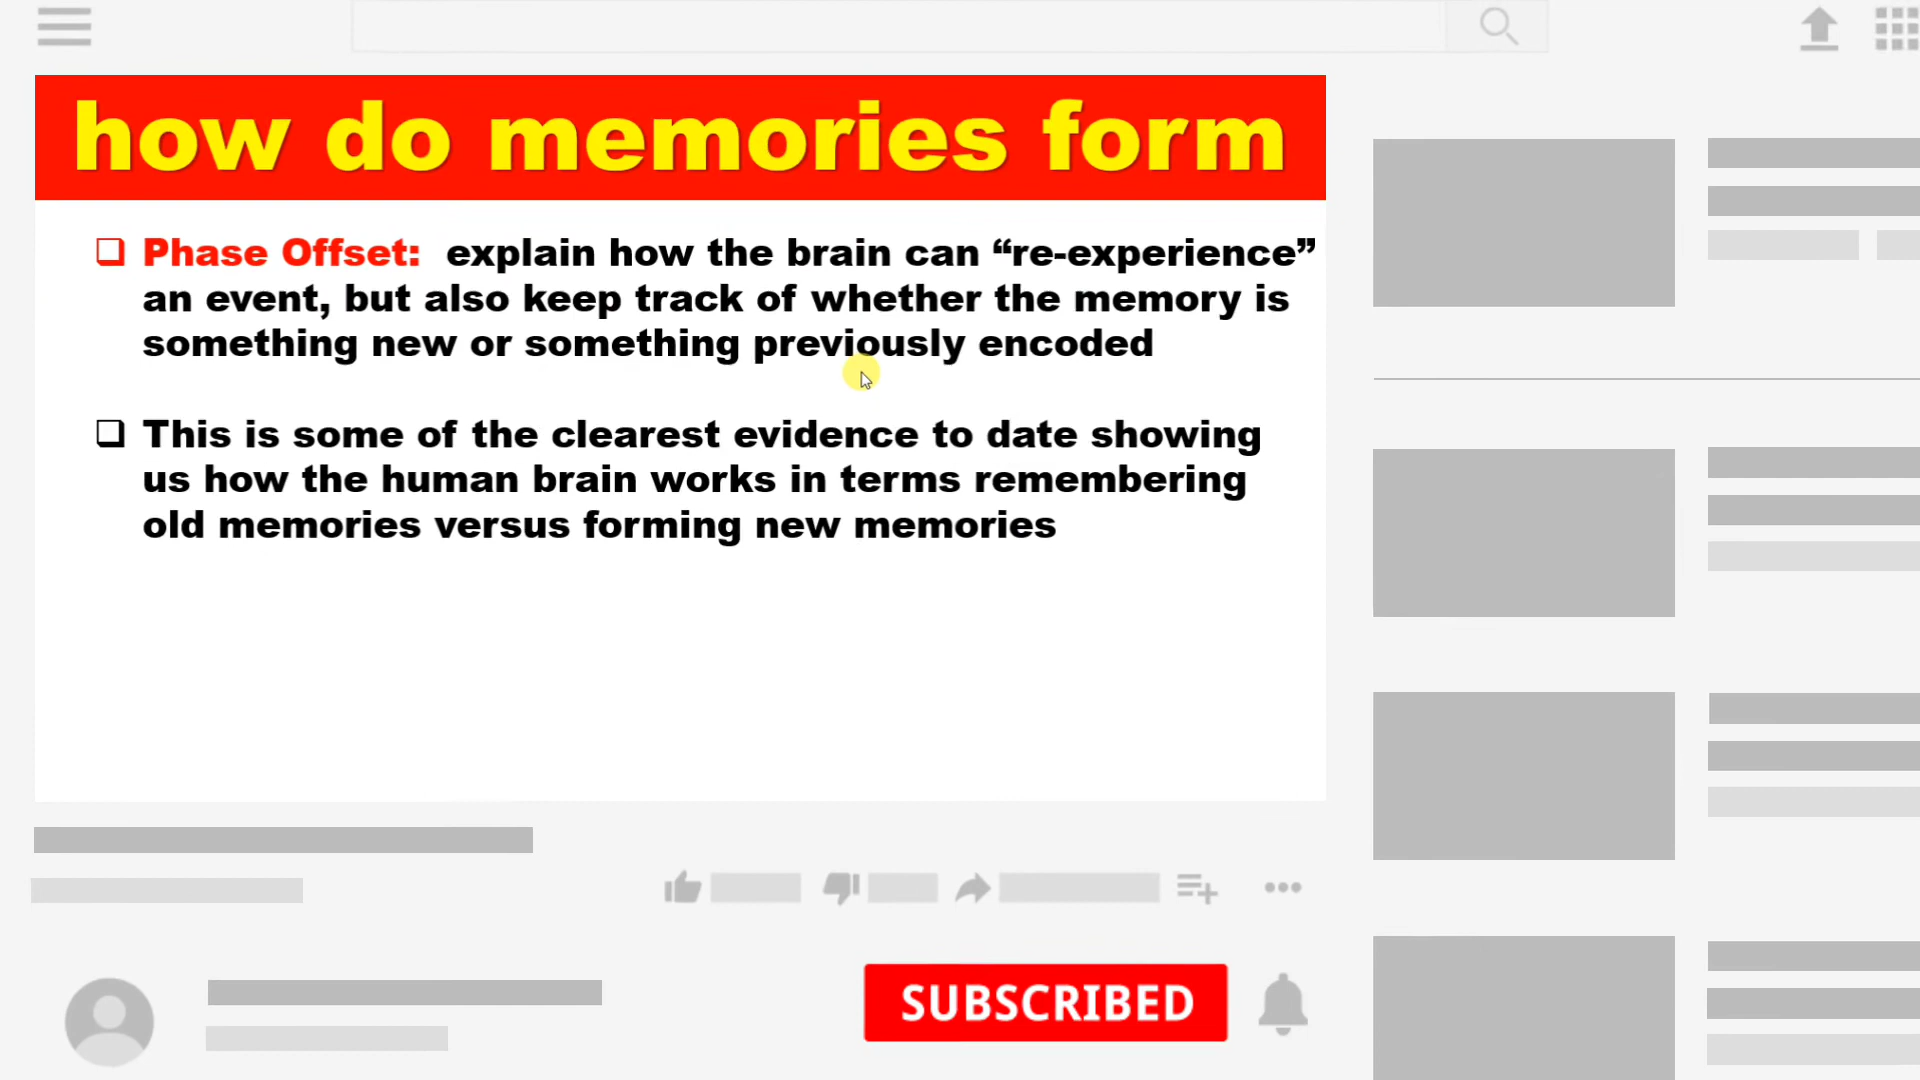 how do memories form
Phase Offset: explain how the brain can “re-experience”
an event, but also keep track of whether the memory is
something new or something previously encoded
This is some of the clearest evidence to date showing
us how the human brain works in terms remembering
old memories versus forming new memories
SUBSCRIBED